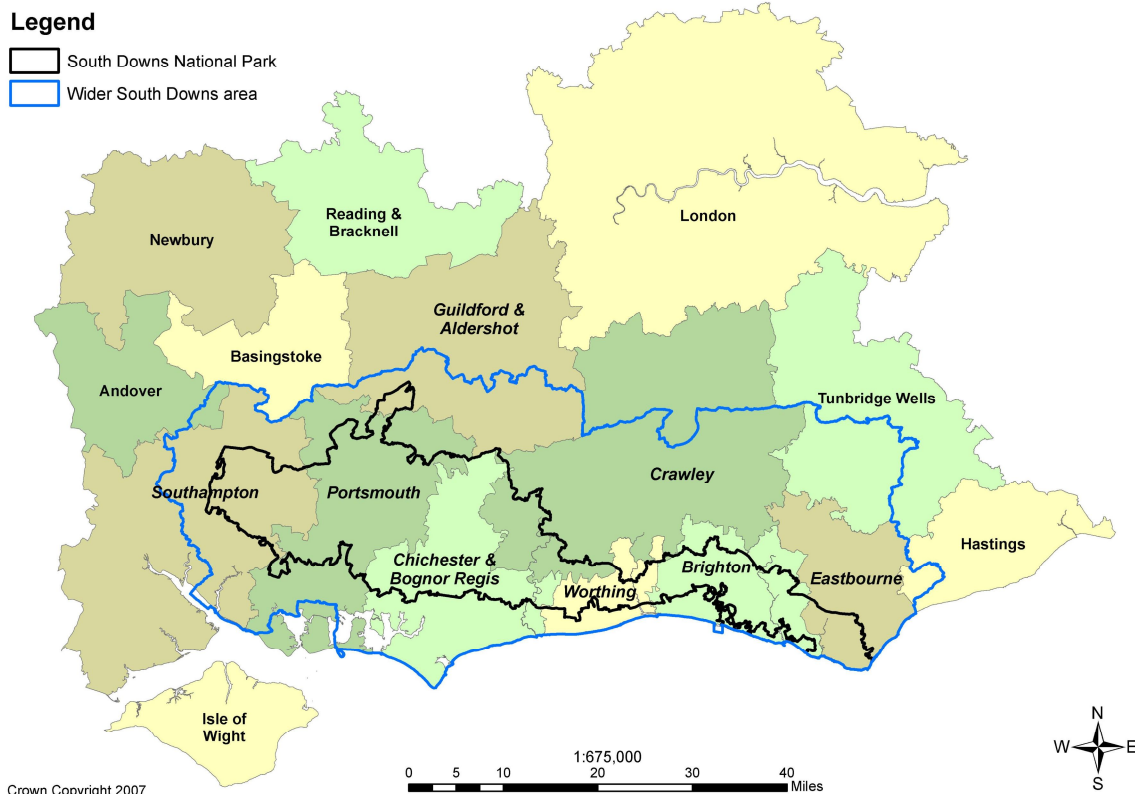 Legend
South Downs National Park
Wider South Downs area
London
Reading &
Bracknell
Newbury
Guildford &
Aldershot
Basingstoke
Andover
Tunbridge Wells
Crawley
Southampton
Portsmouth
Hastings
Chichester &
Bognor Regis
Brighton
Eastbourne
Worthing
Isle of
Wight
N
W
E
S
1:675,000
0 5 10 20 30 40
Miles
Crown Copyright 2007